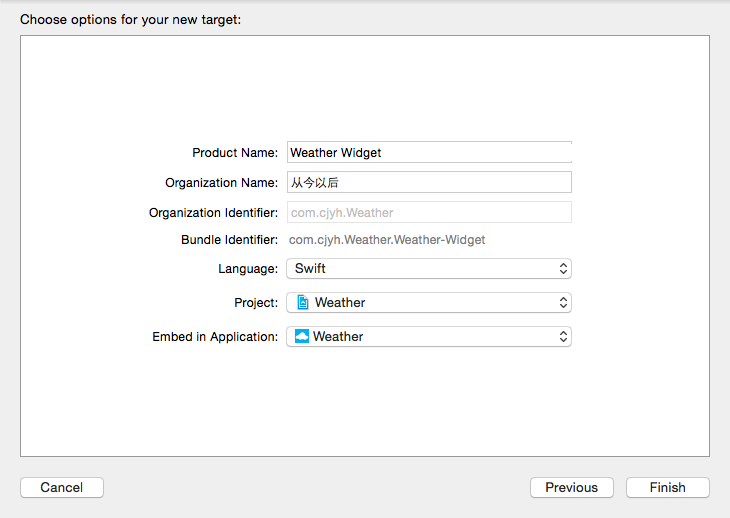 Choose options for your new target:
Product Name: Weather Widget
Organization Name: 从今以后
Organization Identifier: com.cjyh.Weather
Bundle Identifier: com.cjyh.Weather.Weather-Widget
Language: Swift
Project: Weather
Embed in Application: Weather
Cancel Previous Finish